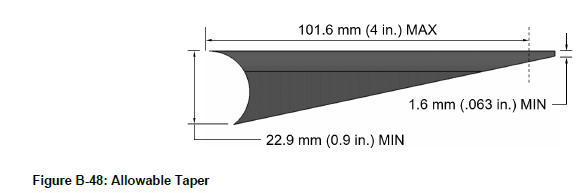 101.6 mm (4 in.) MAX
1.6 mm (.063 in.) MIN
22.9 mm (0.9 in.) MIN
Figure B-48: Allowable Taper